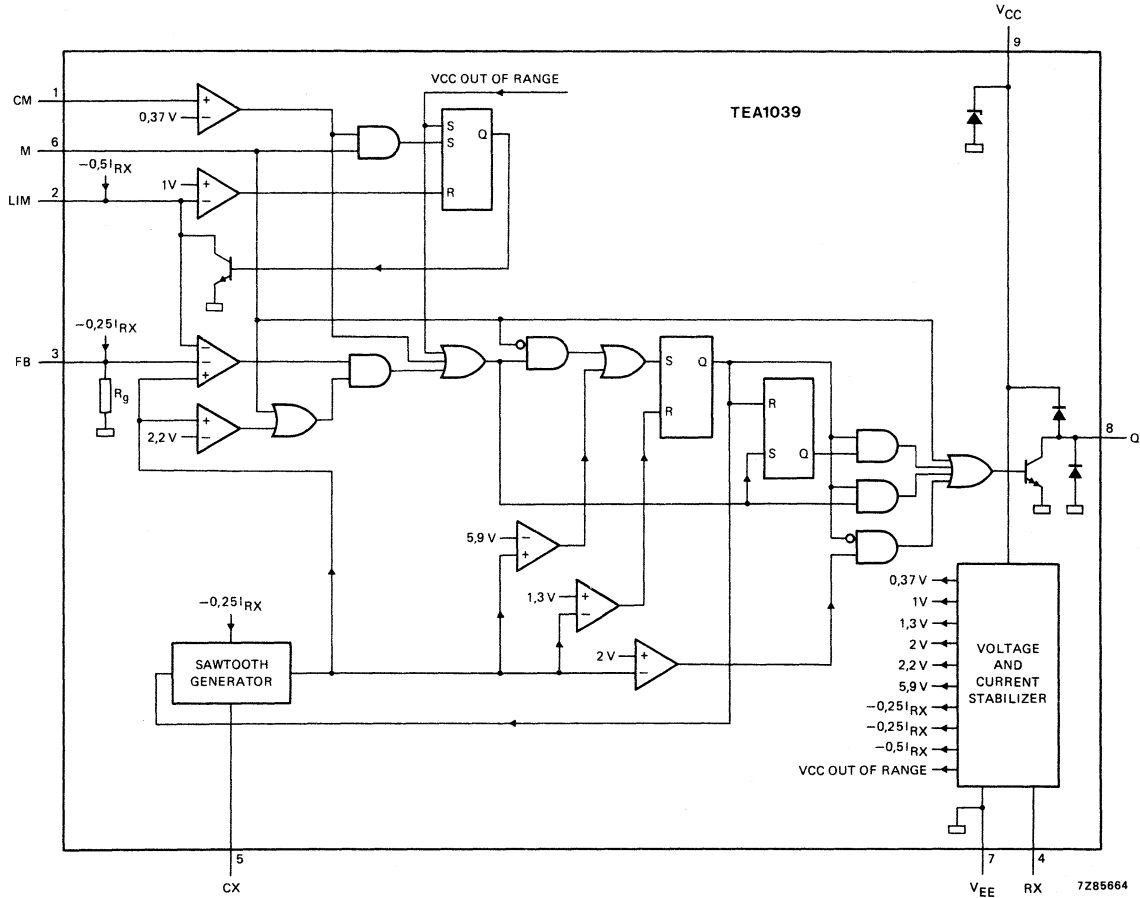 VCC
9
VCC OUT OF RANGE
TEA1039
CM 1
+
0,37 V −
S
S
Q
R
M 6
−0,5IRX
LIM 2
1V +
−
−0,25IRX
FB 3
Rg
−
−
+
+
2,2 V −
S Q
R
R
S Q
8
Q
5,9 V −
+
1,3 V +
−
2 V +
−
−0,25IRX
SAWTOOTH
GENERATOR
0,37 V
1V
1,3 V
2 V
2,2 V
5,9 V
−0,25IRX
−0,25IRX
−0,5IRX
VCC OUT OF RANGE
VOLTAGE
AND
CURRENT
STABILIZER
5
CX
7
VEE
4
RX
7Z85664